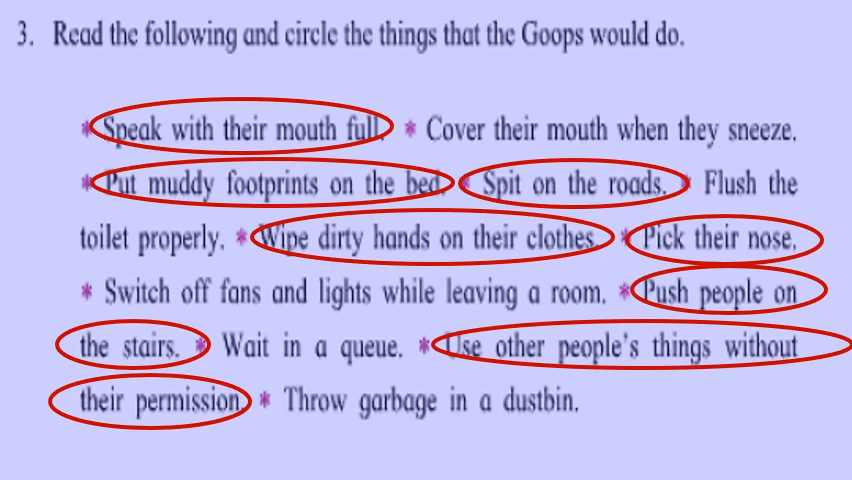 3. Read the following and circle the things that the Goops would do.
* Speak with their mouth full. * Cover their mouth when they sneeze.
* Put muddy footprints on the bed. * Spit on the roads. * Flush the
toilet properly. * Wipe dirty hands on their clothes. * Pick their nose.
* Switch off fans and lights while leaving a room. * Push people on
the stairs. * Wait in a queue. * Use other people's things without
their permission. * Throw garbage in a dustbin.